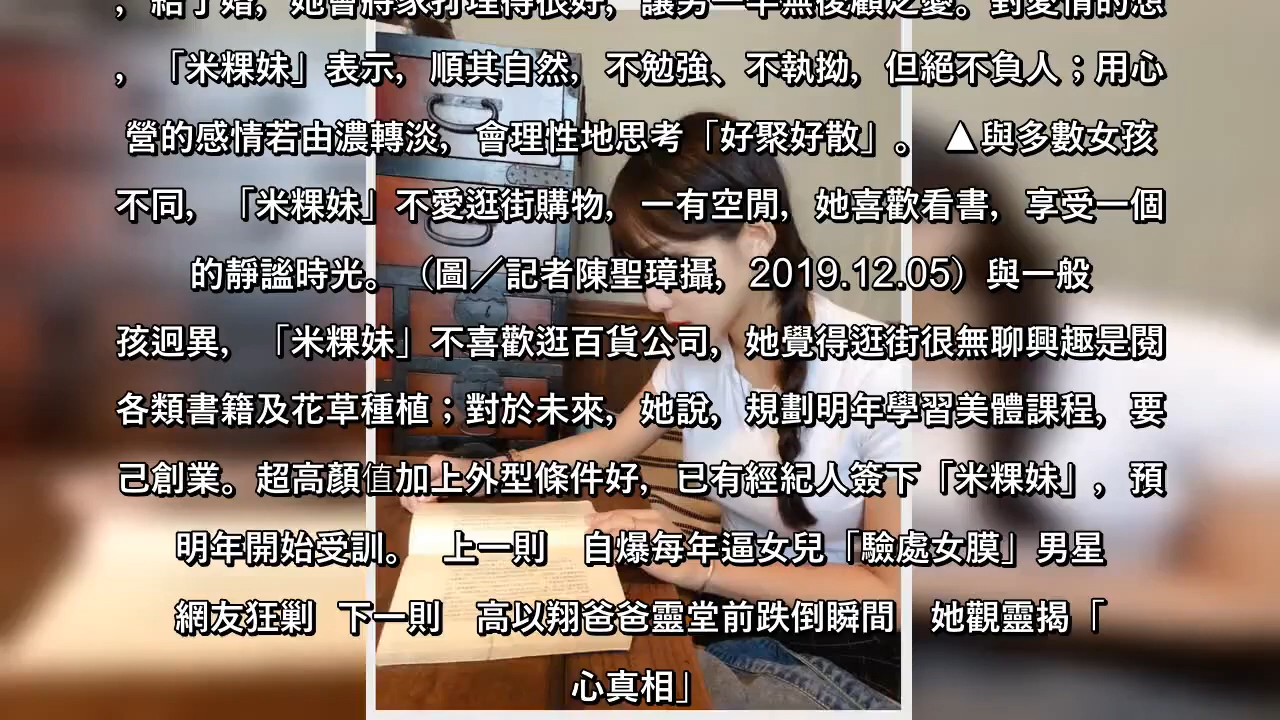 ，結了婚，她會將家打理得很好，讓另一半無後顧之憂。對愛情的想
，「米粿妹」表示，順其自然，不勉強、不執拗，但絕不負人；用心
營的感情若由濃轉淡，會理性地思考「好聚好散」。 ▲與多數女孩
不同，「米粿妹」不愛逛街購物，一有空閒，她喜歡看書，享受一個
的靜謐時光。（圖／記者陳聖璋攝，2019.12.05）與一般
孩迥異，「米粿妹」不喜歡逛百貨公司，她覺得逛街很無聊興趣是閱
各類書籍及花草種植；對於未來，她說，規劃明年學習美體課程，要
己創業。超高顏值加上外型條件好，已有經紀人簽下「米粿妹」，預
明年開始受訓。 上一則 自爆每年逼女兒「驗處女膜」男星
網友狂剿 下一則 高以翔爸爸靈堂前跌倒瞬間 她觀靈揭「
心真相」